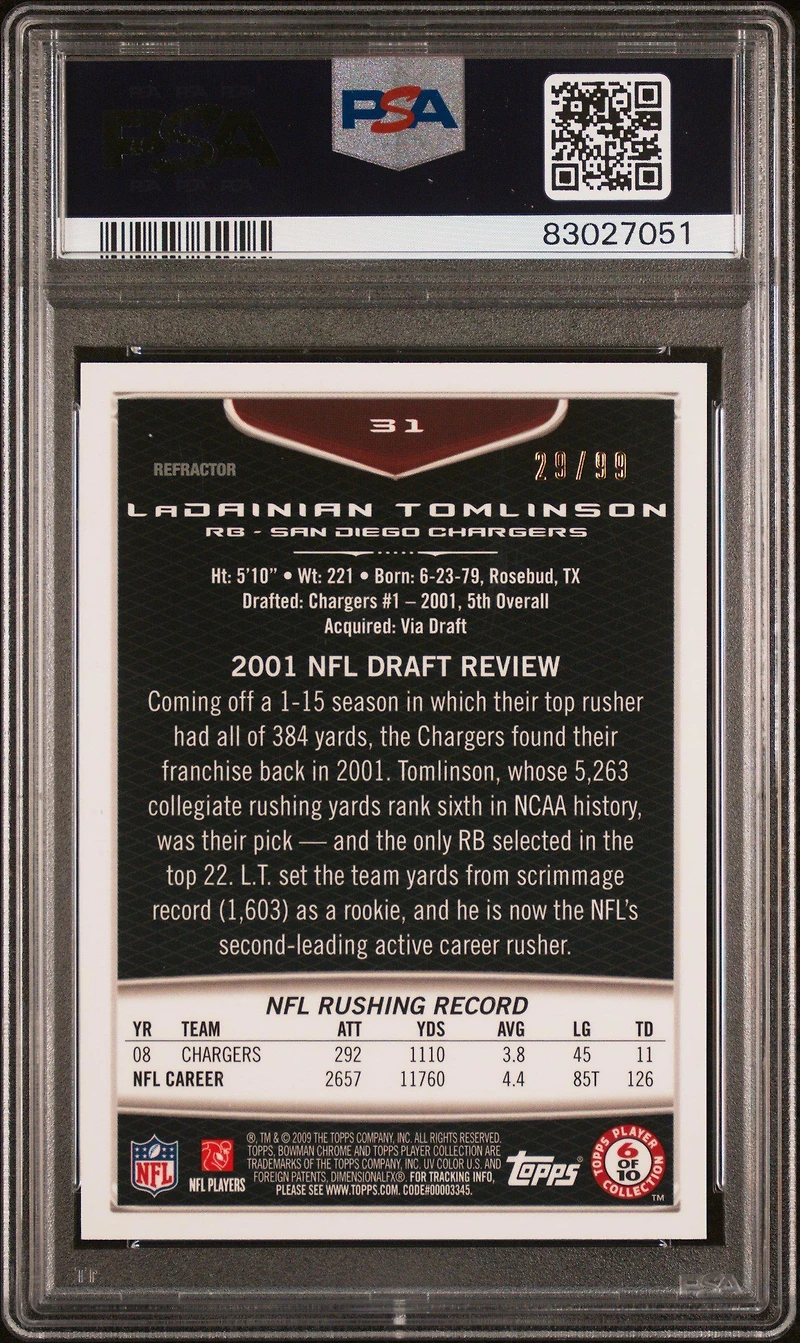 PSA
PSA
83027051
31
REFRACTOR
29/99
LaDAINIAN TOMLINSON
RB - SAN DIEGO CHARGERS
Ht: 5'10" • Wt: 221 • Born: 6-23-79, Rosebud, TX
Drafted: Chargers #1 – 2001, 5th Overall
Acquired: Via Draft
2001 NFL DRAFT REVIEW
Coming off a 1-15 season in which their top rusher
had all of 384 yards, the Chargers found their
franchise back in 2001. Tomlinson, whose 5,263
collegiate rushing yards rank sixth in NCAA history,
was their pick — and the only RB selected in the
top 22. L.T. set the team yards from scrimmage
record (1,603) as a rookie, and he is now the NFL's
second-leading active career rusher.
NFL RUSHING RECORD
YR TEAM ATT YDS AVG LG TD
08 CHARGERS 292 1110 3.8 45 11
NFL CAREER 2657 11760 4.4 85T 126
®, TM & © 2009 THE TOPPS COMPANY, INC. ALL RIGHTS RESERVED.
TOPPS, BOWMAN CHROME AND TOPPS PLAYER COLLECTION ARE
TRADEMARKS OF THE TOPPS COMPANY, INC. UV COLOR U.S. AND
FOREIGN PATENTS, DIMENSIONALFX®. FOR TRACKING INFO,
PLEASE SEE WWW.TOPPS.COM. CODE#00003345.
NFL
NFL PLAYERS
Topps®
TOPPS PLAYER
6
OF
10
COLLECTION
TM
PSA